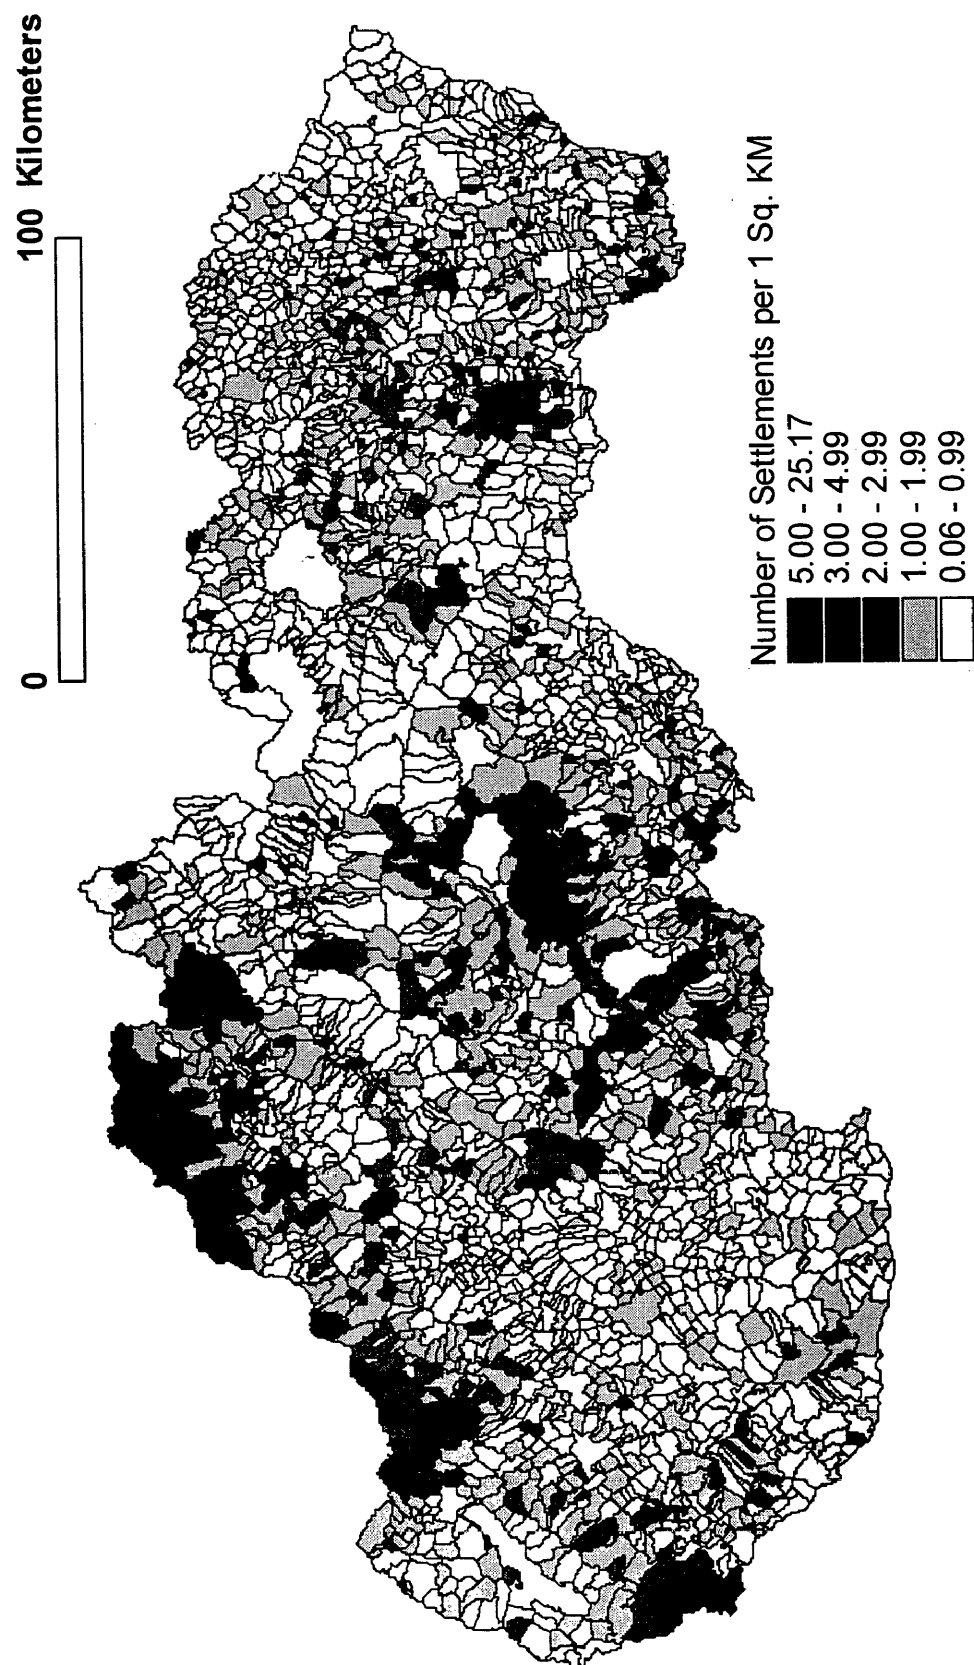 100 Kilometers
0
Number of Settlements per 1 Sq. KM
5.00 - 25.17
3.00 - 4.99
2.00 - 2.99
1.00 - 1.99
0.06 - 0.99